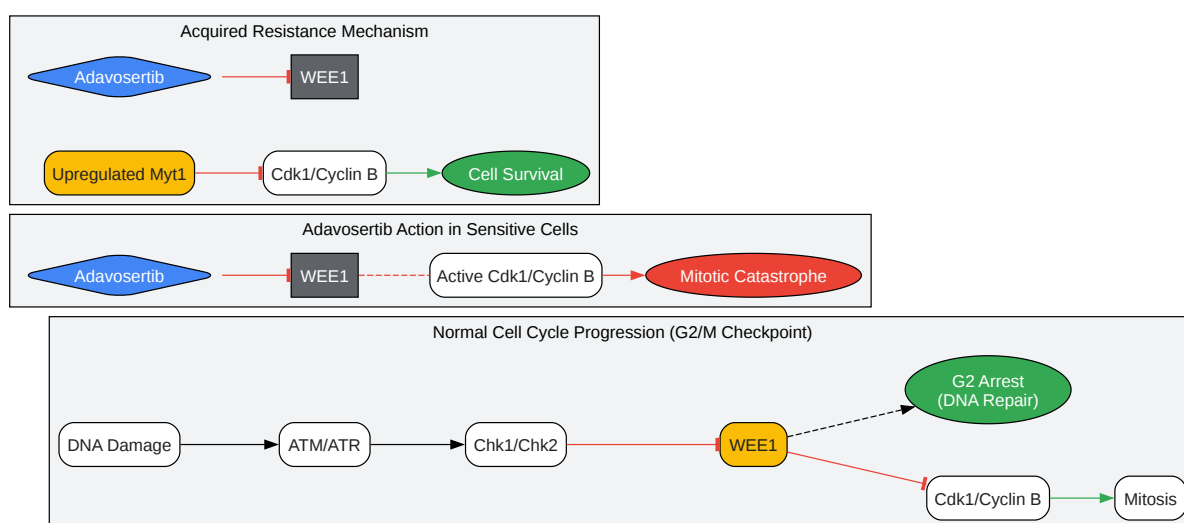 Acquired Resistance Mechanism
Adavosertib
WEE1
Upregulated Myt1
Cdk1/Cyclin B
Cell Survival
Adavosertib Action in Sensitive Cells
Adavosertib
WEE1
Active Cdk1/Cyclin B
Mitotic Catastrophe
Normal Cell Cycle Progression (G2/M Checkpoint)
G2 Arrest
(DNA Repair)
DNA Damage
ATM/ATR
Chk1/Chk2
WEE1
Cdk1/Cyclin B
Mitosis